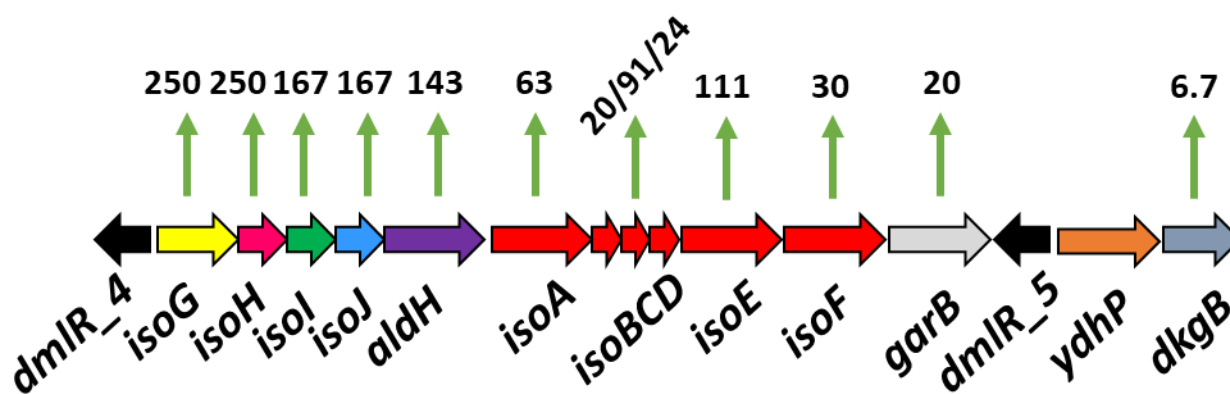 250 250 167 167 143 63 20/91/24 111 30 20 6.7
dmlR_4 isoG isoH isoI isoJ aldH isoA isoBCD isoE isoF garB dmlR_5 ydhP dkgB